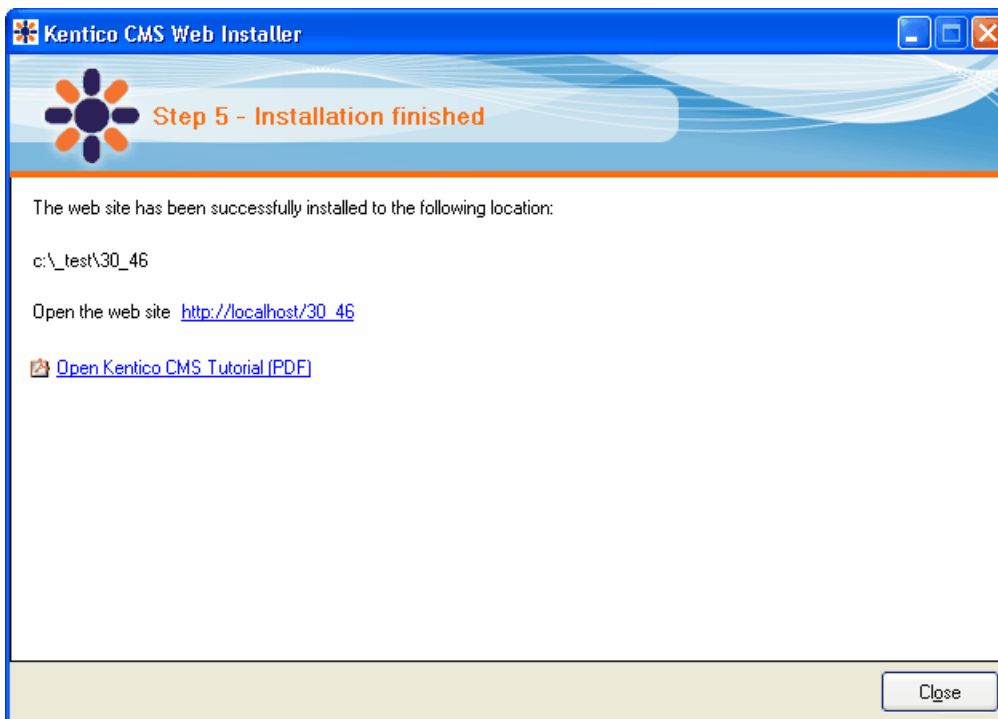 Kentico CMS Web Installer
Step 5 - Installation finished
The web site has been successfully installed to the following location:
c:\_test\30_46
Open the web site http://localhost/30_46
Open Kentico CMS Tutorial (PDF)
Close